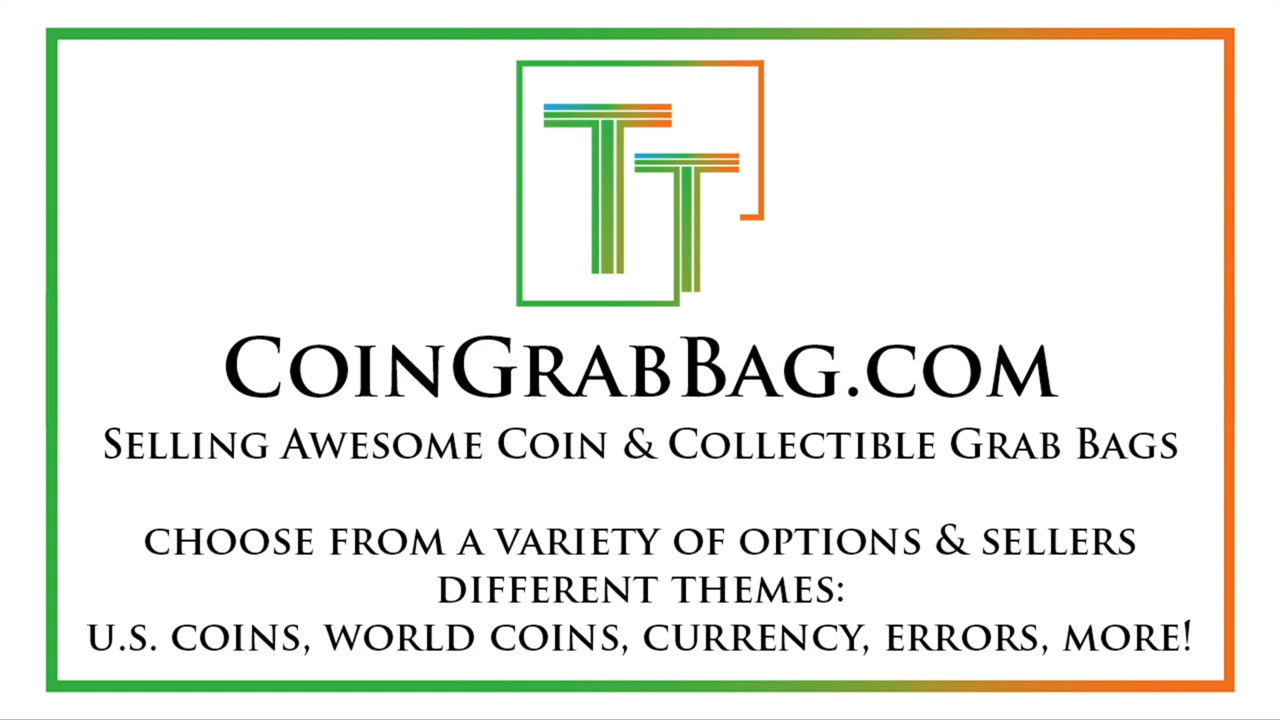 TT
CoinGrabBag.com
Selling Awesome Coin & Collectible Grab Bags
choose from a variety of options & sellers
different themes:
u.s. coins, world coins, currency, errors, more!